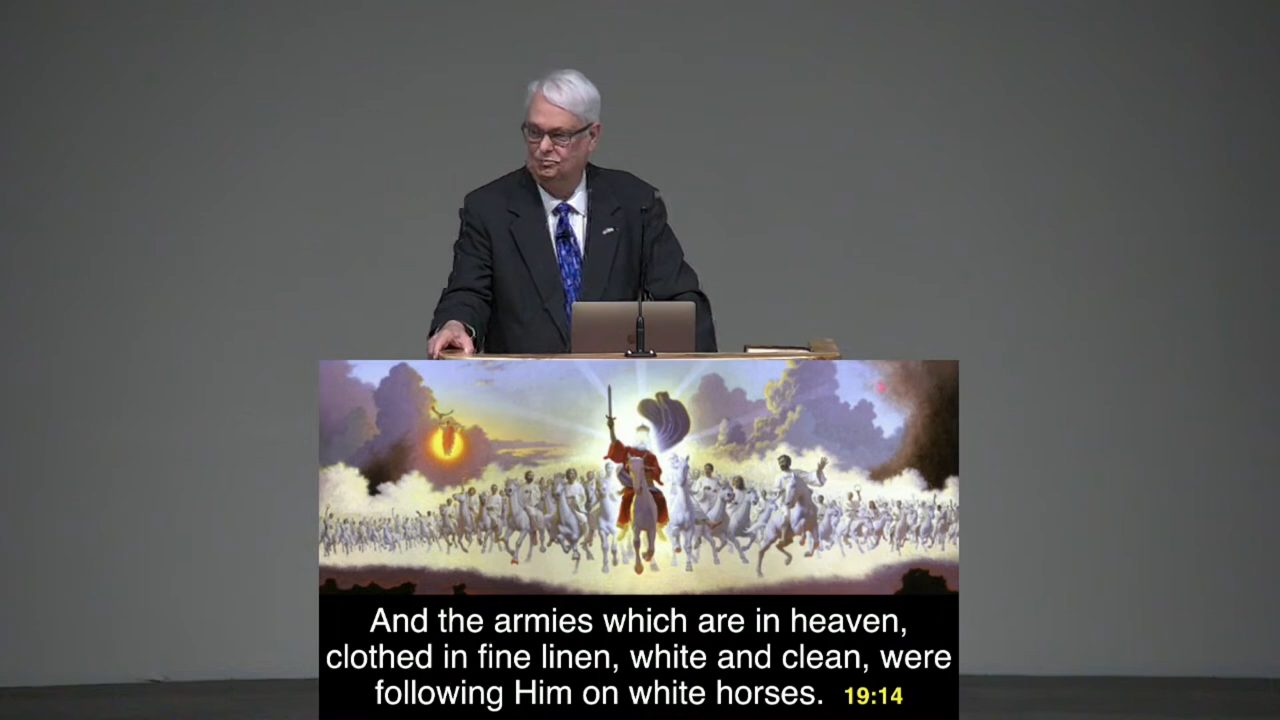 And the armies which are in heaven,
clothed in fine linen, white and clean, were
following Him on white horses. 19:14